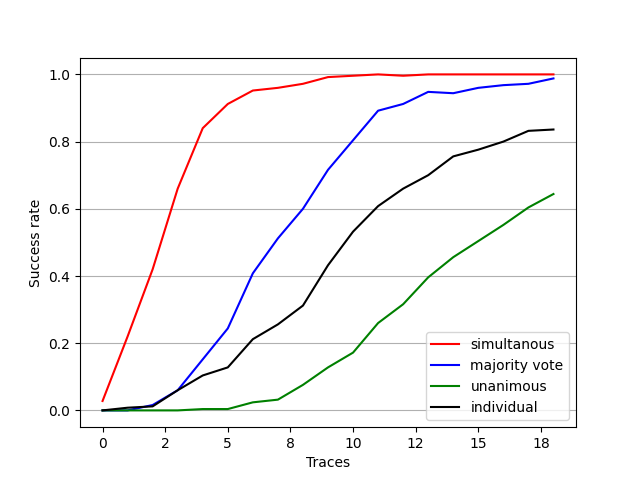 1.0
0.8
0.6
0.4
0.2
0.0
Success rate
0
2
5
8
10
12
15
18
Traces
simultanous
majority vote
unanimous
individual